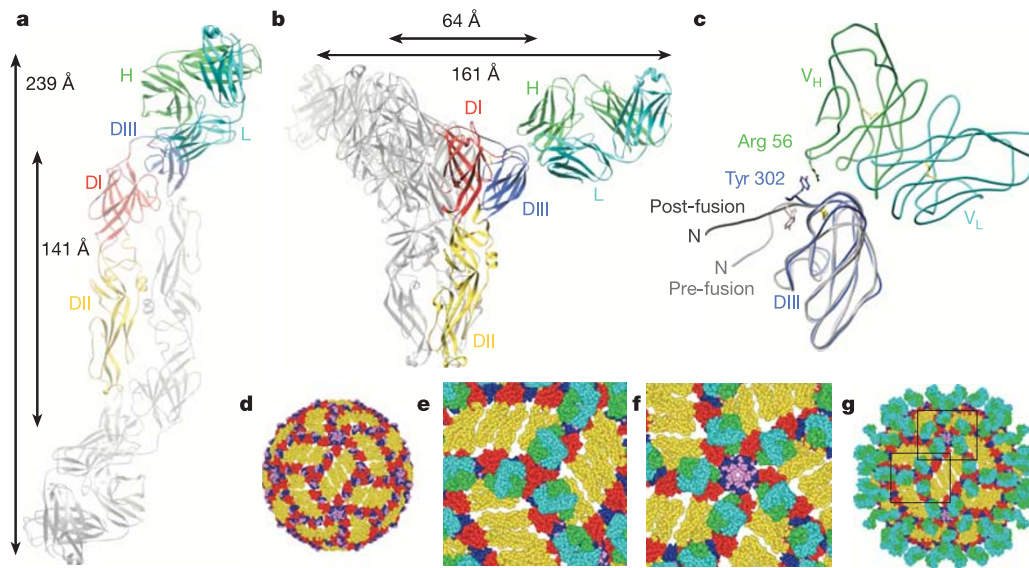 a
239 Å
H
DIII
L
DI
141 Å
DII
b
64 Å
161 Å
H
DI
DIII
L
DII
c
V_H
Arg 56
Tyr 302
Post-fusion
N
V_L
N
Pre-fusion
DIII
d
e
f
g